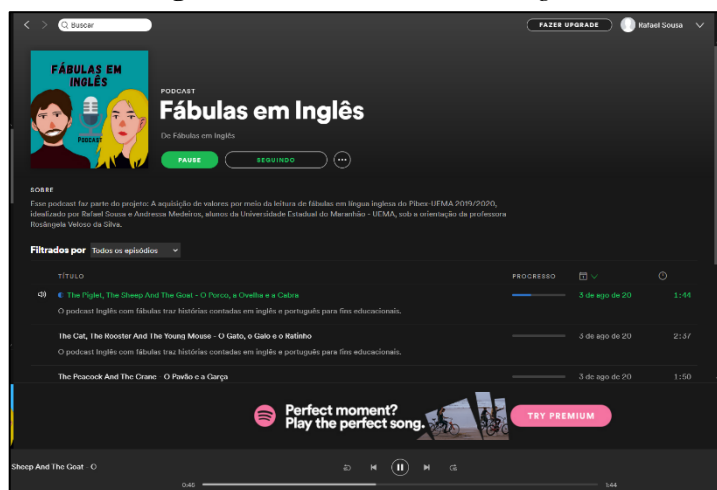 Buscar
FAZER UPGRADE
Rafael Sousa
FÁBULAS EM
INGLÊS
PODCAST
PODCAST
Fábulas em Inglês
De Fábulas em Inglês
PAUSE
SEGUINDO
SOBRE
Esse podcast faz parte do projeto: A aquisição de valores por meio da leitura de fábulas em língua inglesa do Pibex-UEMA 2019/2020,
idealizado por Rafael Sousa e Andressa Medeiros, alunos da Universidade Estadual do Maranhão - UEMA, sob a orientação da professora
Rosângela Veloso da Silva.
Filtrados por Todos os episódios
TÍTULO PROGRESSO
The Piglet, The Sheep And The Goat - O Porco, a Ovelha e a Cabra 3 de ago de 20 1:44
O podcast Inglês com fábulas traz histórias contadas em inglês e português para fins educacionais.
The Cat, The Rooster And The Young Mouse - O Gato, o Galo e o Ratinho 3 de ago de 20 2:37
O podcast Inglês com fábulas traz histórias contadas em inglês e português para fins educacionais.
The Peacock And The Crane - O Pavão e a Garça 3 de ago de 20 1:50
Perfect moment?
Play the perfect song.
TRY PREMIUM
Sheep And The Goat - O
0:45 1:44